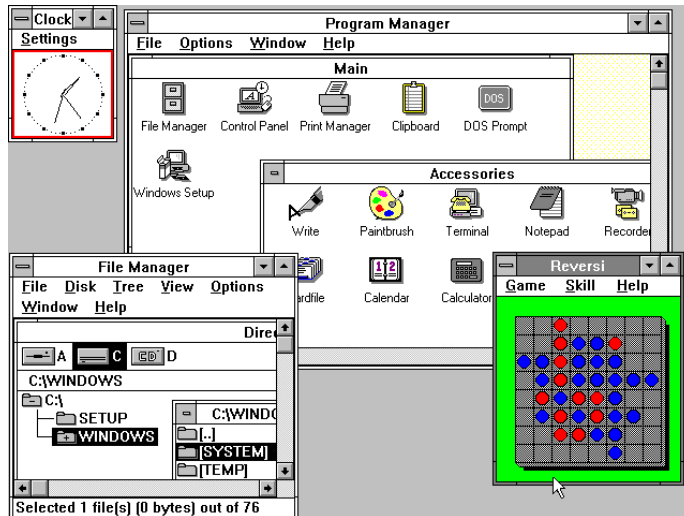 Clock
Settings
Program Manager
File Options Window Help
Main
File Manager
Control Panel
Print Manager
Clipboard
DOS
DOS Prompt
Windows Setup
Accessories
Write
Paintbrush
Terminal
Notepad
Recorder
ardfile
12
Calendar
Calculator
File Manager
File Disk Tree View Options
Window Help
Direc
A C CD D
C:\WINDOWS
C:\
SETUP
WINDOWS
C:\WINDO
[..]
[SYSTEM]
[TEMP]
Selected 1 file(s) (0 bytes) out of 76
Reversi
Game Skill Help